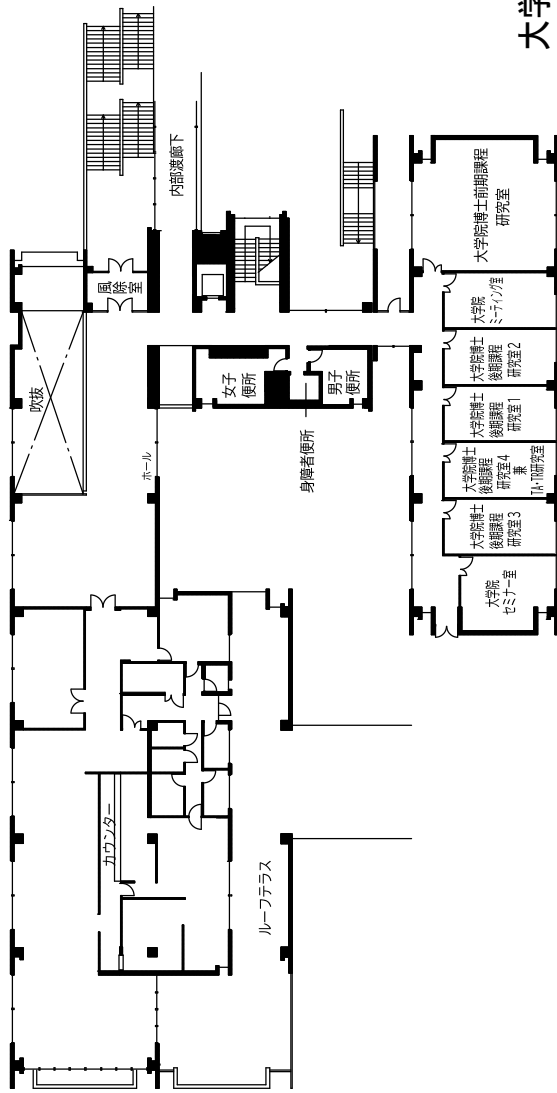 大学
内部渡廊下
風除
室
吹抜
ホール
女子
便所
男子
便所
身障者便所
大学院博士前期課程
研究室
大学院
ミーティング室
大学院博士
後期課程
研究室2
大学院博士
後期課程
研究室1
大学院博士
後期課程
研究室4
兼
TA・TR研究室
大学院博士
後期課程
研究室3
大学院
セミナー室
カウンター
ルーフテラス